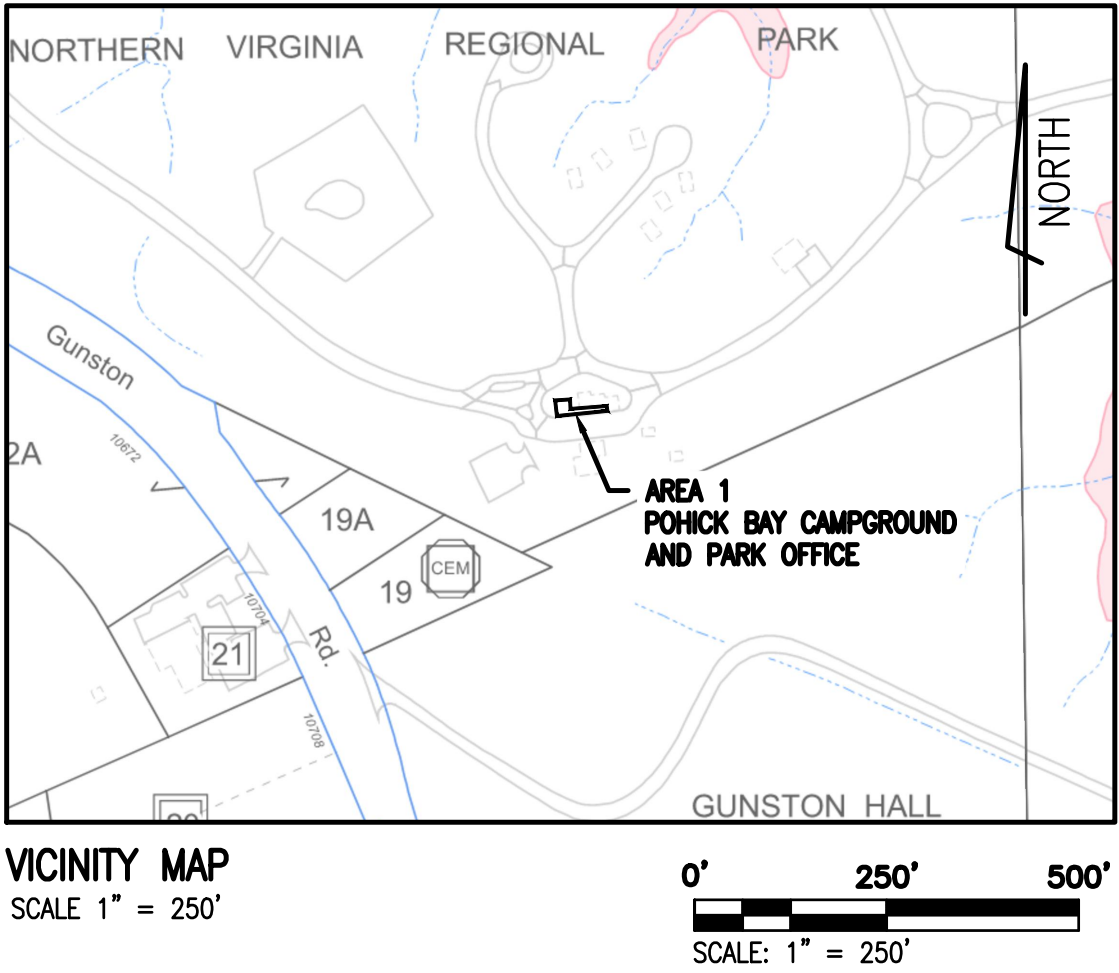 NORTHERN VIRGINIA REGIONAL PARK
NORTH
Gunston
10672
2A
19A
19
CEM
AREA 1
POHICK BAY CAMPGROUND
AND PARK OFFICE
10704
21
Rd.
10708
GUNSTON HALL
VICINITY MAP
SCALE 1" = 250'
0' 250' 500'
SCALE: 1" = 250'